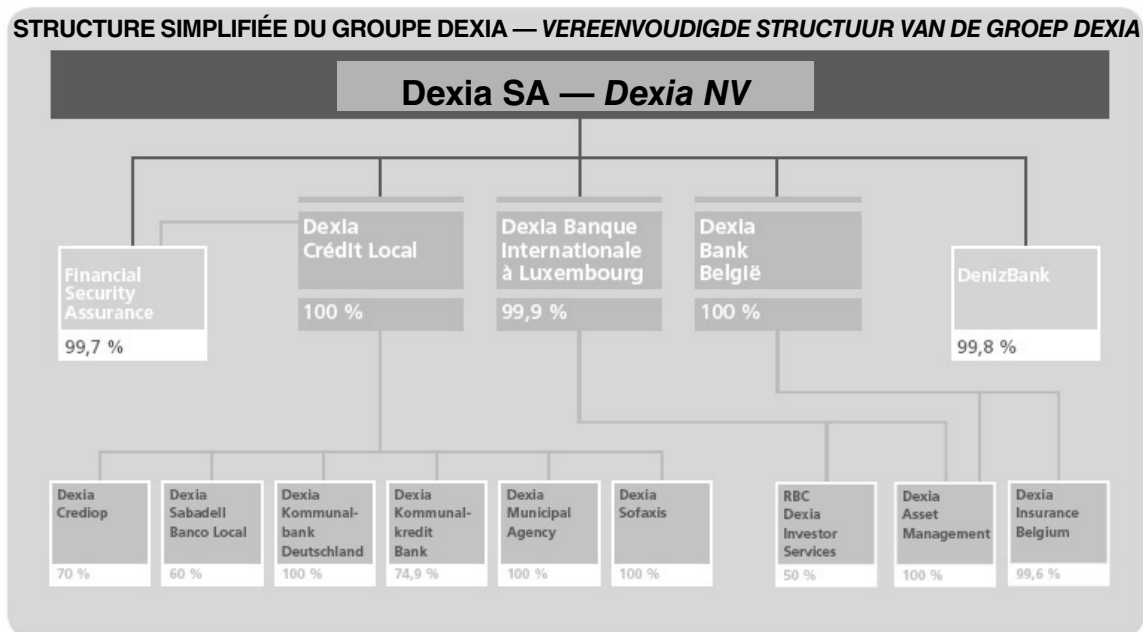 STRUCTURE SIMPLIFIÉE DU GROUPE DEXIA — VEREENVOUDIGDE STRUCTUUR VAN DE GROEP DEXIA
Dexia SA — Dexia NV
Financial
Security
Assurance
99,7 %
Dexia
Crédit Local
100 %
Dexia Banque
Internationale
à Luxembourg
99,9 %
Dexia
Bank
België
100 %
DenizBank
99,8 %
Dexia
Crediop
70 %
Dexia
Sabadell
Banco Local
60 %
Dexia
Kommunal-
bank
Deutschland
100 %
Dexia
Kommunal-
kredit
Bank
74,9 %
Dexia
Municipal
Agency
100 %
Dexia
Sofaxis
100 %
RBC
Dexia
Investor
Services
50 %
Dexia
Asset
Management
100 %
Dexia
Insurance
Belgium
99,6 %